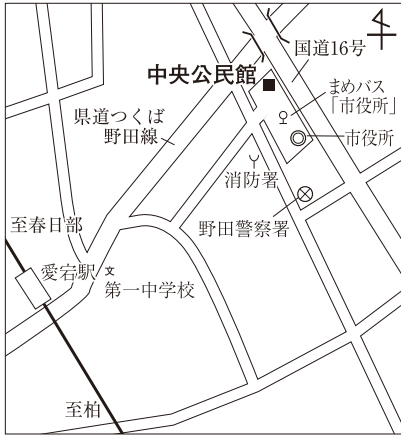 国道16号
中央公民館
まめバス
「市役所」
県道つくば
野田線
市役所
消防署
野田警察署
至春日部
愛宕駅
文
第一中学校
至柏